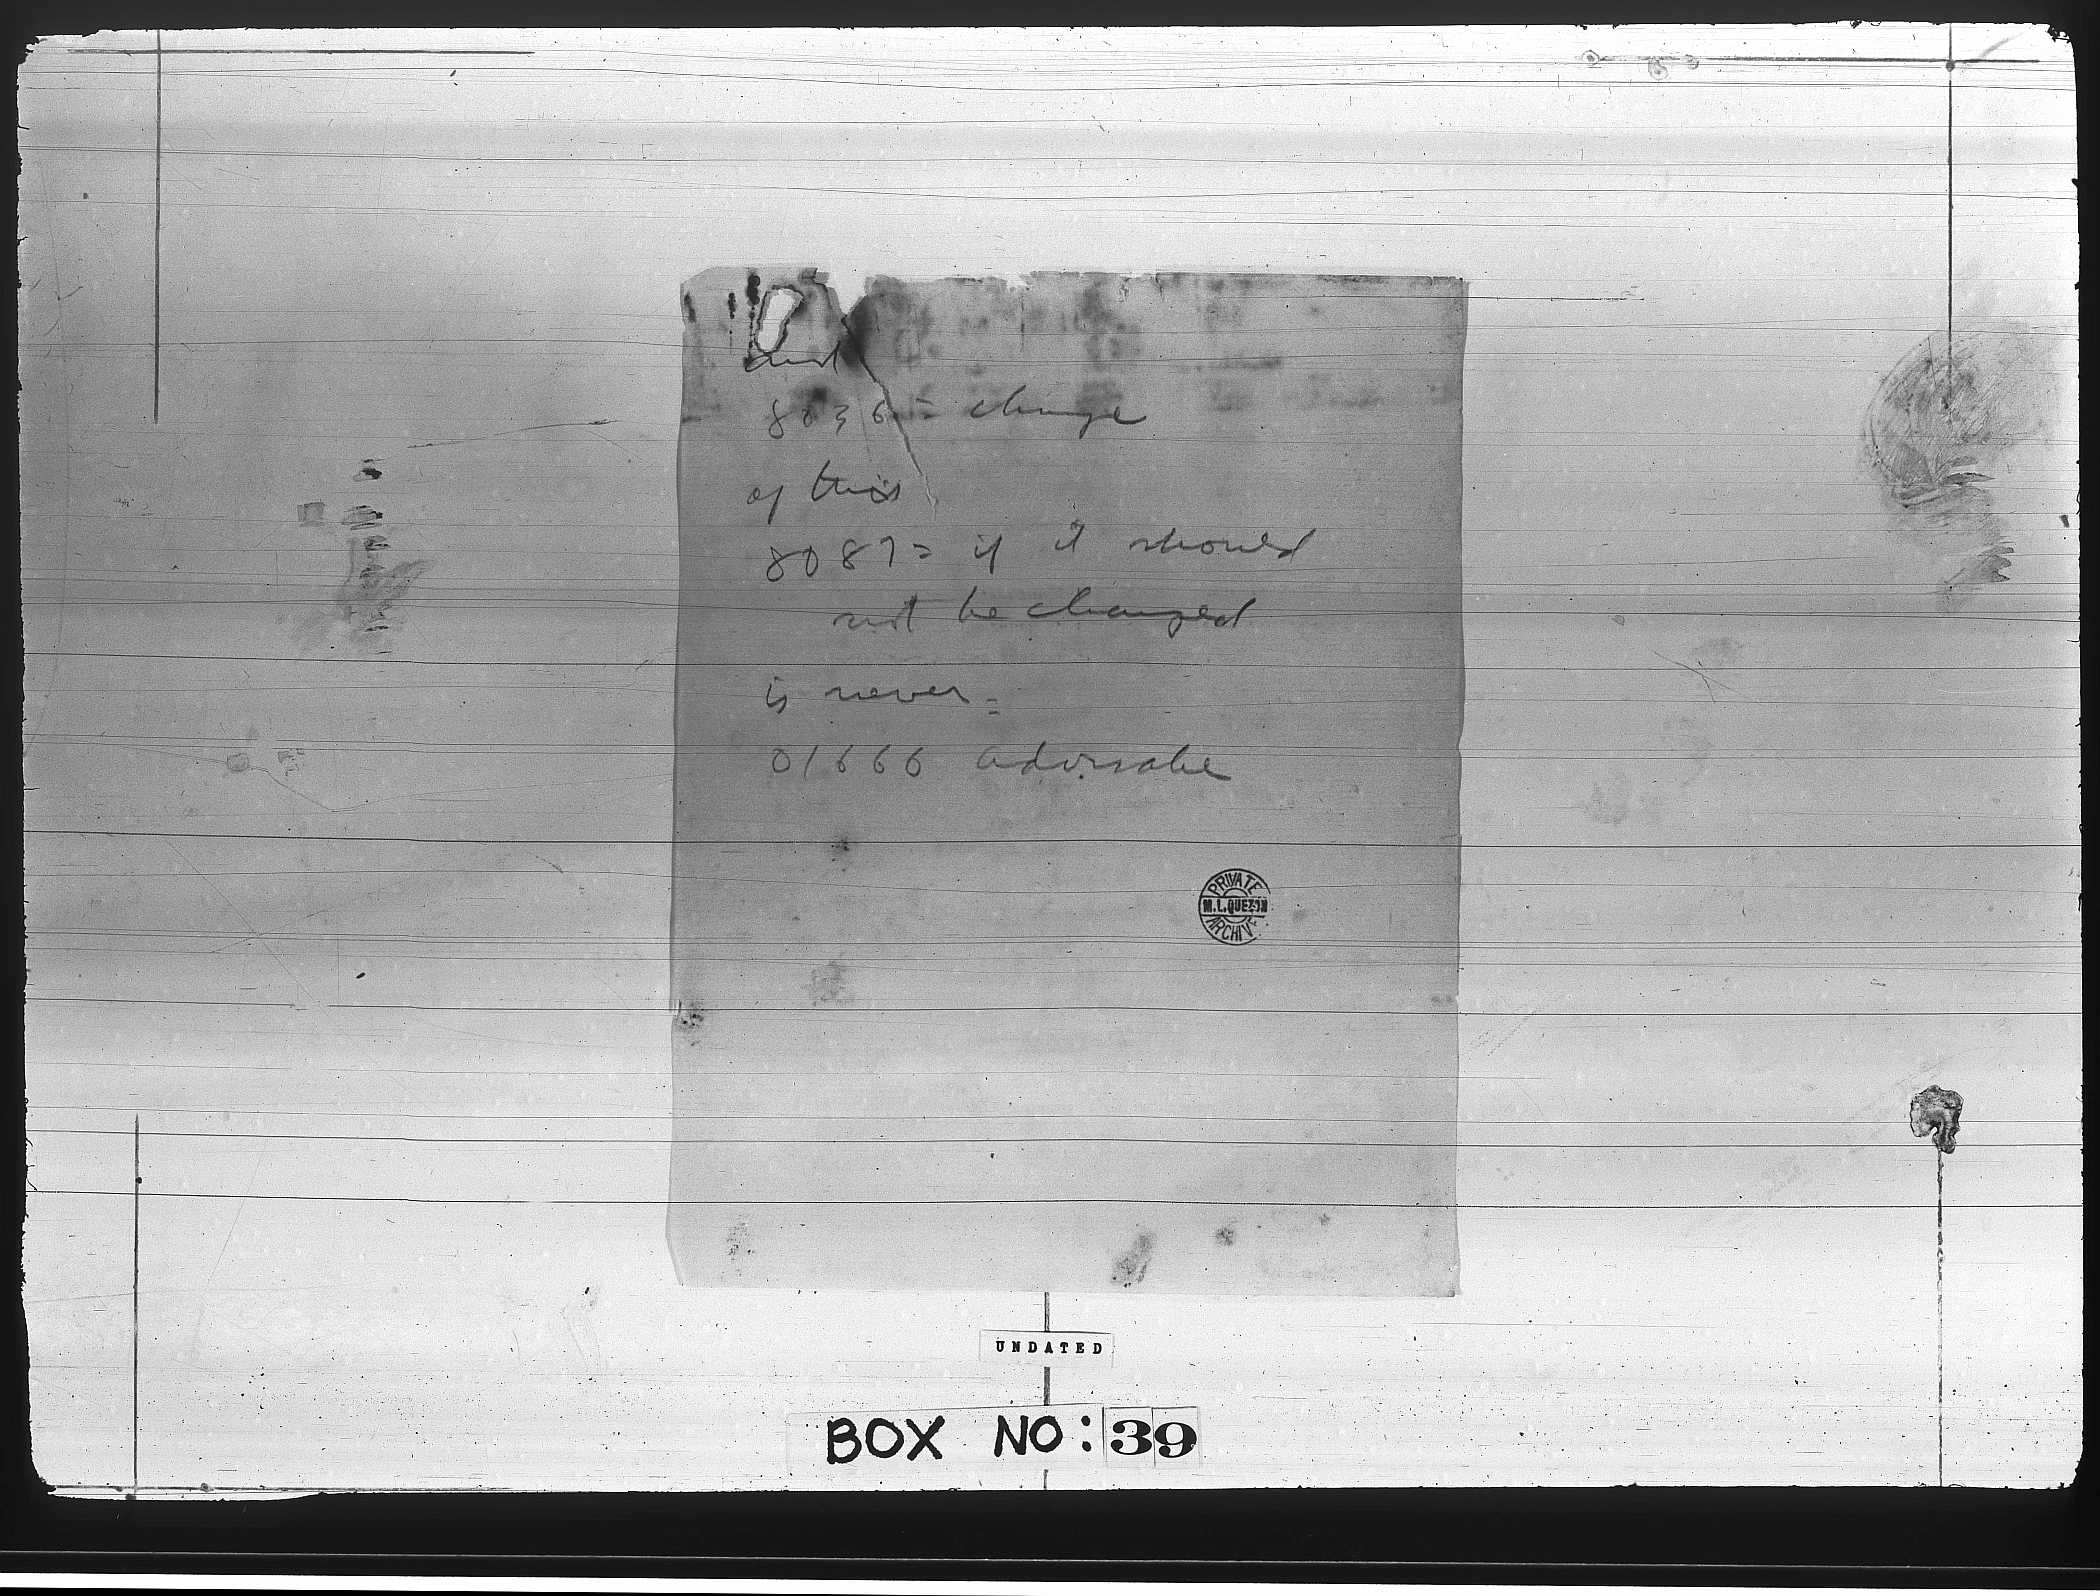 and
8036 = change
of this
8087 = if it should
not be changed
is never =
01666 advisable
PRIVATE
M.L.QUEZON
ARCHIVE
UNDATED
BOX NO: 39